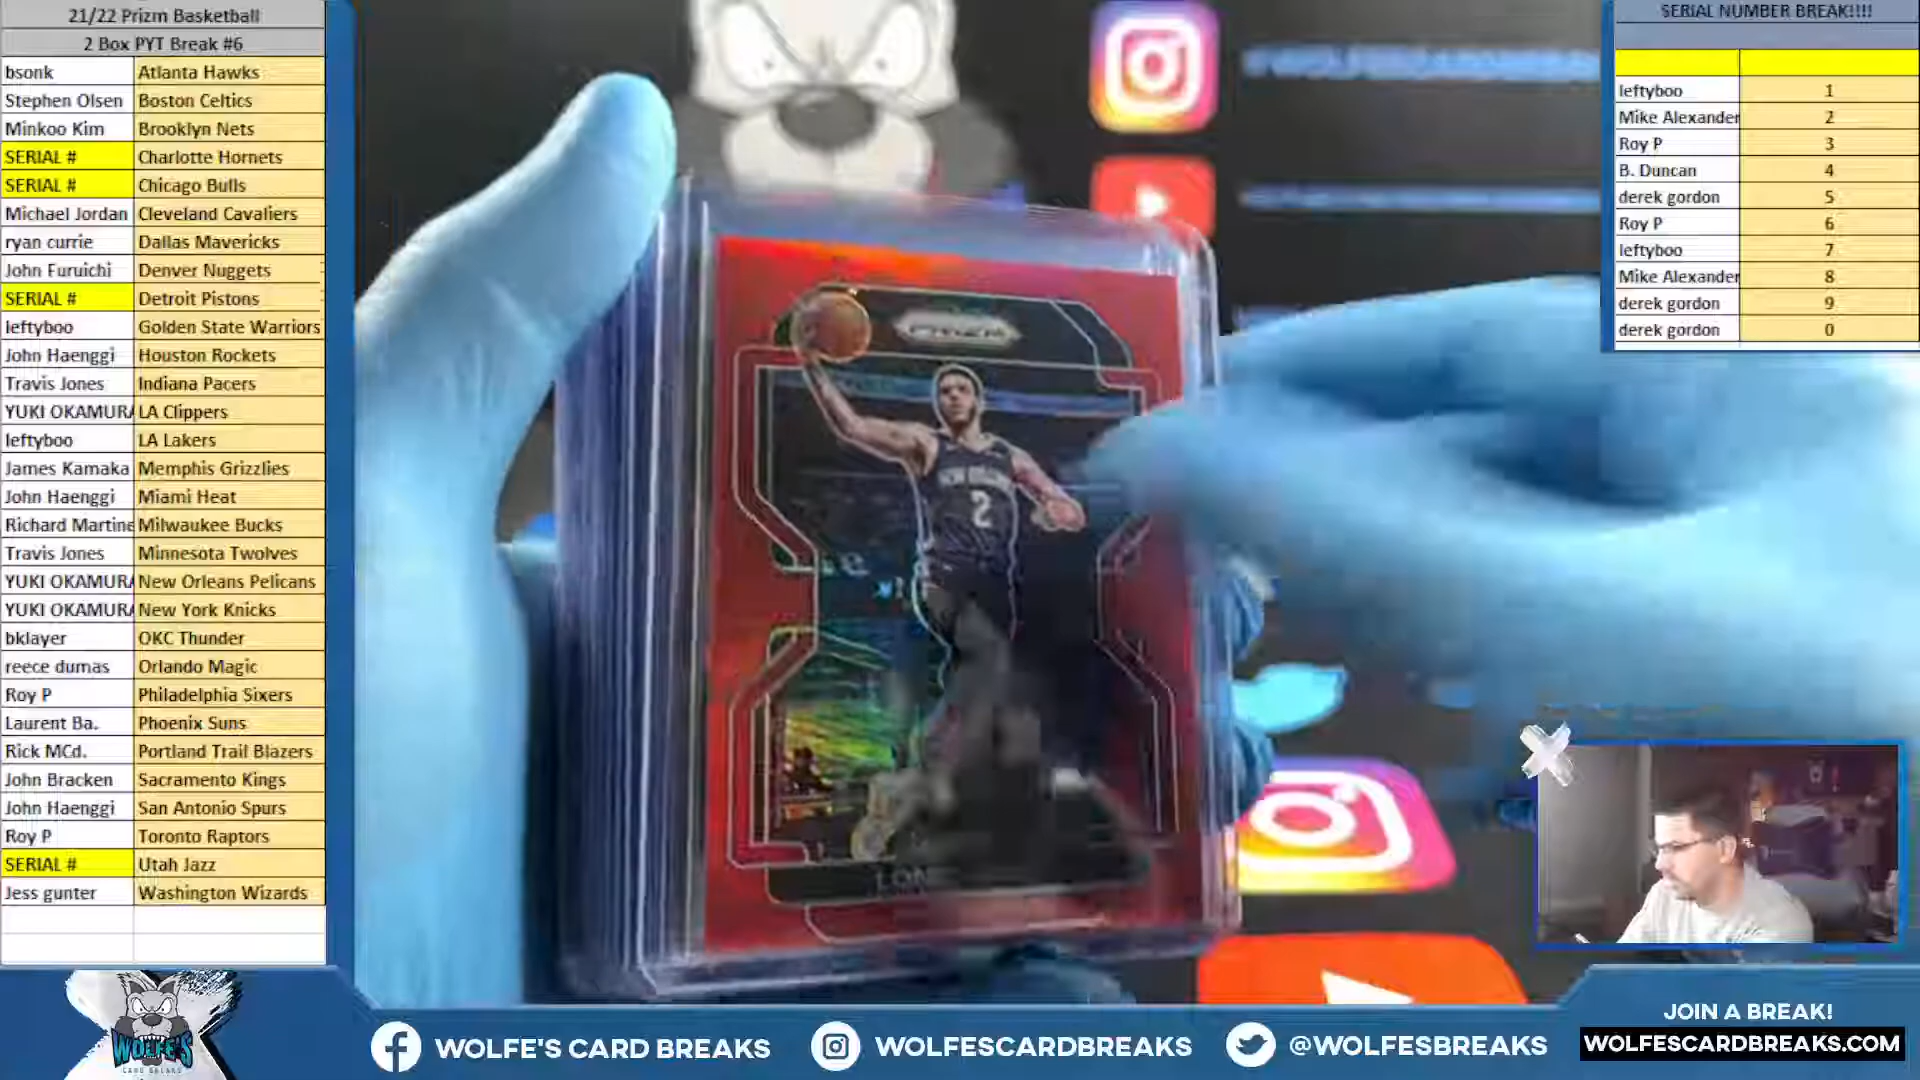 21/22 Prizm Basketball
2 Box PYT Break #6
bsonk Atlanta Hawks
Stephen Olsen Boston Celtics
Minkoo Kim Brooklyn Nets
SERIAL # Charlotte Hornets
SERIAL # Chicago Bulls
Michael Jordan Cleveland Cavaliers
ryan currie Dallas Mavericks
John Furuichi Denver Nuggets
SERIAL # Detroit Pistons
leftyboo Golden State Warriors
John Haenggi Houston Rockets
Travis Jones Indiana Pacers
YUKI OKAMURA LA Clippers
leftyboo LA Lakers
James Kamaka Memphis Grizzlies
John Haenggi Miami Heat
Richard Martine Milwaukee Bucks
Travis Jones Minnesota Twolves
YUKI OKAMURA New Orleans Pelicans
YUKI OKAMURA New York Knicks
bklayer OKC Thunder
reece dumas Orlando Magic
Roy P Philadelphia Sixers
Laurent Ba. Phoenix Suns
Rick MCd. Portland Trail Blazers
John Bracken Sacramento Kings
John Haenggi San Antonio Spurs
Roy P Toronto Raptors
SERIAL # Utah Jazz
Jess gunter Washington Wizards
PRIZM
2
SERIAL NUMBER BREAK!!!!
leftyboo 1
Mike Alexander 2
Roy P 3
B. Duncan 4
derek gordon 5
Roy P 6
leftyboo 7
Mike Alexander 8
derek gordon 9
derek gordon 0
WOLFE'S
CARD BREAKS
WOLFE'S CARD BREAKS
WOLFESCARDBREAKS
@WOLFESBREAKS
JOIN A BREAK!
WOLFESCARDBREAKS.COM